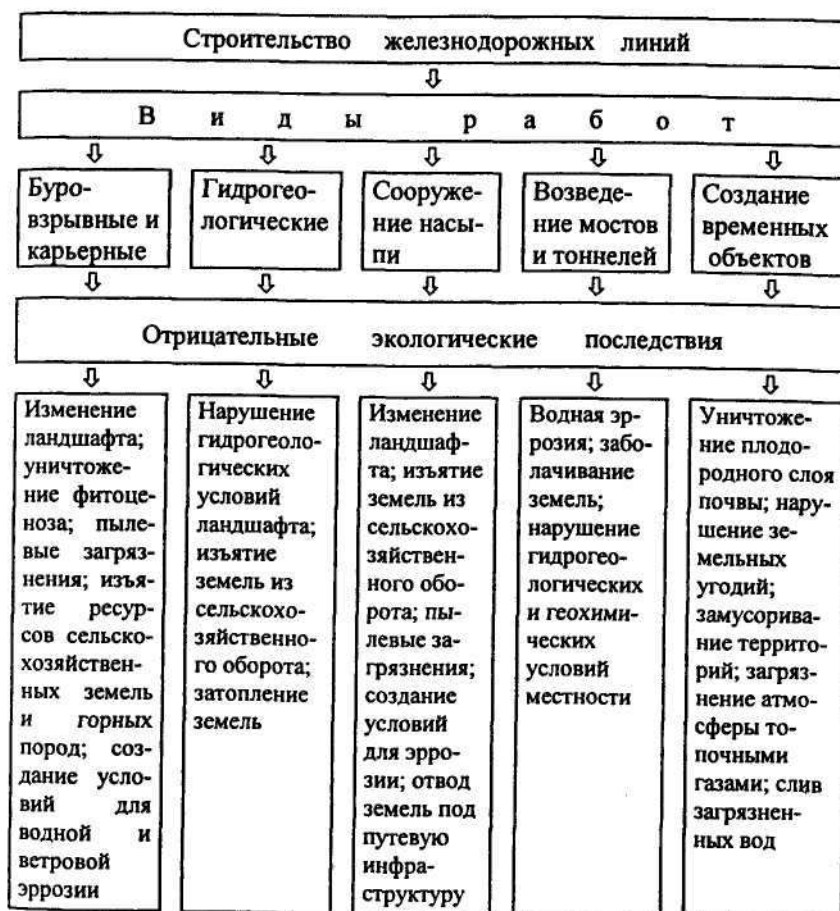 Строительство железнодорожных линий
Виды работ
Буро-
взрывные и
карьерные
Гидрогео-
логические
Сооруже-
ние насы-
пи
Возведе-
ние мостов
и тоннелей
Создание
временных
объектов
Отрицательные экологические последствия
Изменение
ландшафта;
уничтоже-
ние фитоце-
ноза; пыле-
вые загряз-
нения; изъя-
тие ресур-
сов сельско-
хозяйствен-
ных земель
и горных
пород; соз-
дание усло-
вий для
водной и
ветровой
эррозии
Нарушение
гидрогеоло-
гических
условий
ландшафта;
изъятие
земель из
сельскохо-
зяйственно-
го оборота;
затопление
земель
Изменение
ландшаф-
та; изъятие
земель из
сельскохо-
зяйствен-
ного обо-
рота; пы-
левые за-
грязнения;
создание
условий
для эрро-
зии; отвод
земель под
путевую
инфра-
структуру
Водная эр-
розия; забо-
лачивание
земель;
нарушение
гидрогео-
логических
и геохими-
ческих
условий
местности
Уничтоже-
ние плодо-
родного слоя
почвы; нару-
шение зе-
мельных
угодий;
замусорива-
ние террито-
рий; загряз-
нение атмо-
сферы то-
почными
газами; слив
загрязнен-
ных вод